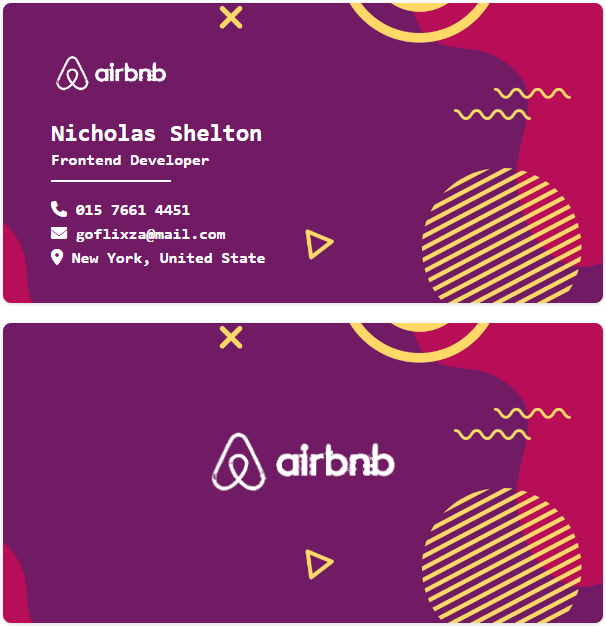 airbnb
Nicholas Shelton
Frontend Developer
015 7661 4451
goflixza@mail.com
New York, United State
airbnb